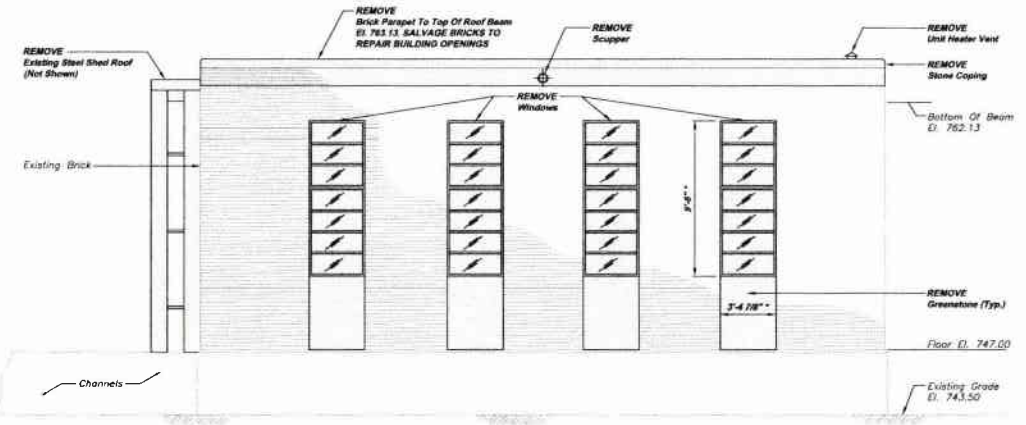 REMOVE
Brick Parapet To Top Of Roof Beam
El. 763.13. SALVAGE BRICKS TO
REPAIR BUILDING OPENINGS
REMOVE
Scupper
REMOVE
Unit Heater Vent
REMOVE
Existing Steel Shed Roof
(Not Shown)
REMOVE
Stone Coping
REMOVE
Windows
Bottom Of Beam
El. 762.13
Existing Brick
9'-8" *
REMOVE
Greenstone (Typ.)
3'-4 7/8" *
Floor El. 747.00
Channels
Existing Grade
El. 743.50